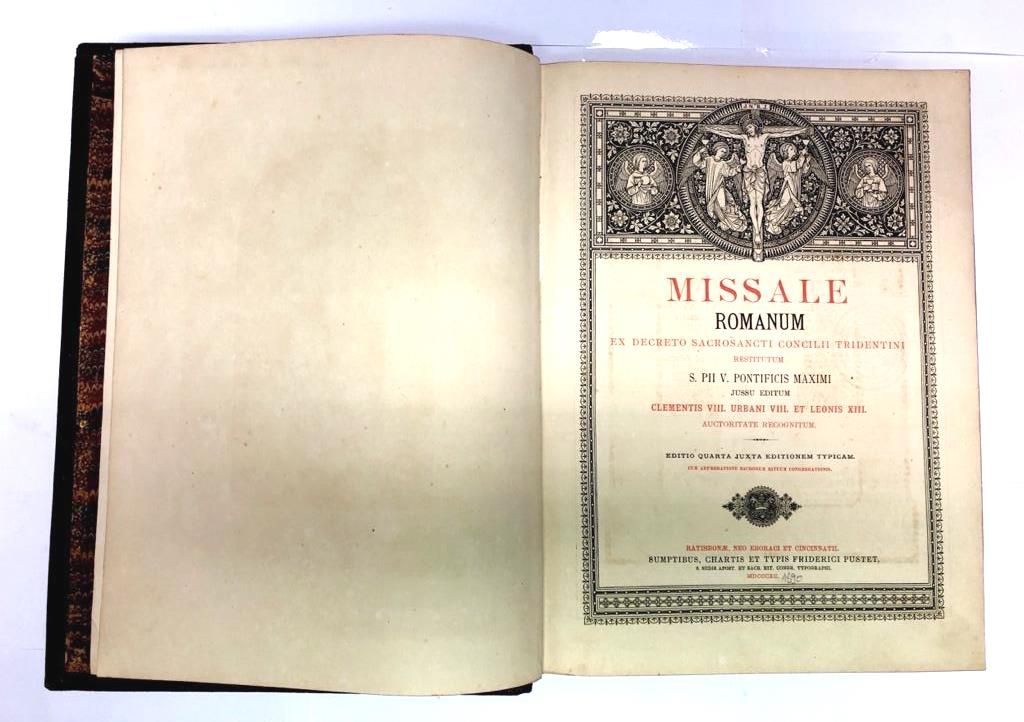 I N R I
MISSALE
ROMANUM
EX DECRETO SACROSANCTI CONCILII TRIDENTINI
RESTITUTUM
S. PII V. PONTIFICIS MAXIMI
JUSSU EDITUM
CLEMENTIS VIII. URBANI VIII. ET LEONIS XIII.
AUCTORITATE RECOGNITUM.
EDITIO QUARTA JUXTA EDITIONEM TYPICAM.
CUM APPROBATIONE SACRORUM RITUUM CONGREGATIONIS.
RATISBONÆ, NEO EBORACI ET CINCINNATII.
SUMPTIBUS, CHARTIS ET TYPIS FRIDERICI PUSTET,
S. SEDIS APOST. ET SACR. RIT. CONGR. TYPOGRAPHI.
1890